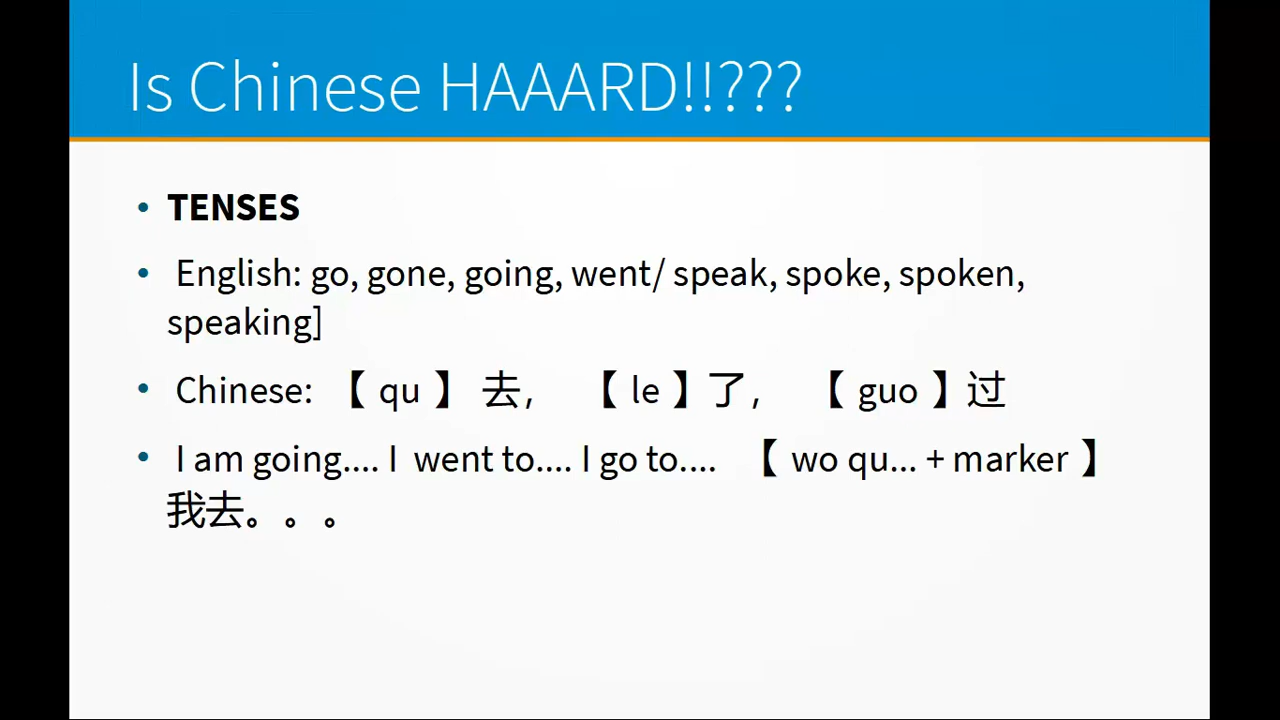 Is Chinese HAAARD!!???
• TENSES
• English: go, gone, going, went/ speak, spoke, spoken,
speaking]
• Chinese: 【 qu 】 去， 【 le 】了， 【 guo 】过
• I am going.... I went to.... I go to.... 【 wo qu... + marker 】
我去。。。